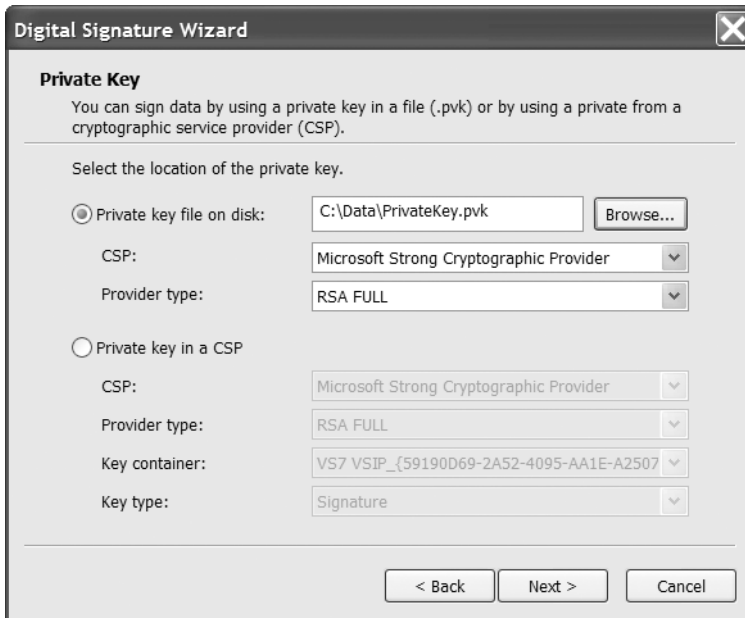 Digital Signature Wizard
Private Key
You can sign data by using a private key in a file (.pvk) or by using a private from a
cryptographic service provider (CSP).
Select the location of the private key.
Private key file on disk: C:\Data\PrivateKey.pvk Browse...
CSP: Microsoft Strong Cryptographic Provider
Provider type: RSA FULL
Private key in a CSP
CSP: Microsoft Strong Cryptographic Provider
Provider type: RSA FULL
Key container: VS7 VSIP_{59190D69-2A52-4095-AA1E-A2507
Key type: Signature
< Back Next > Cancel